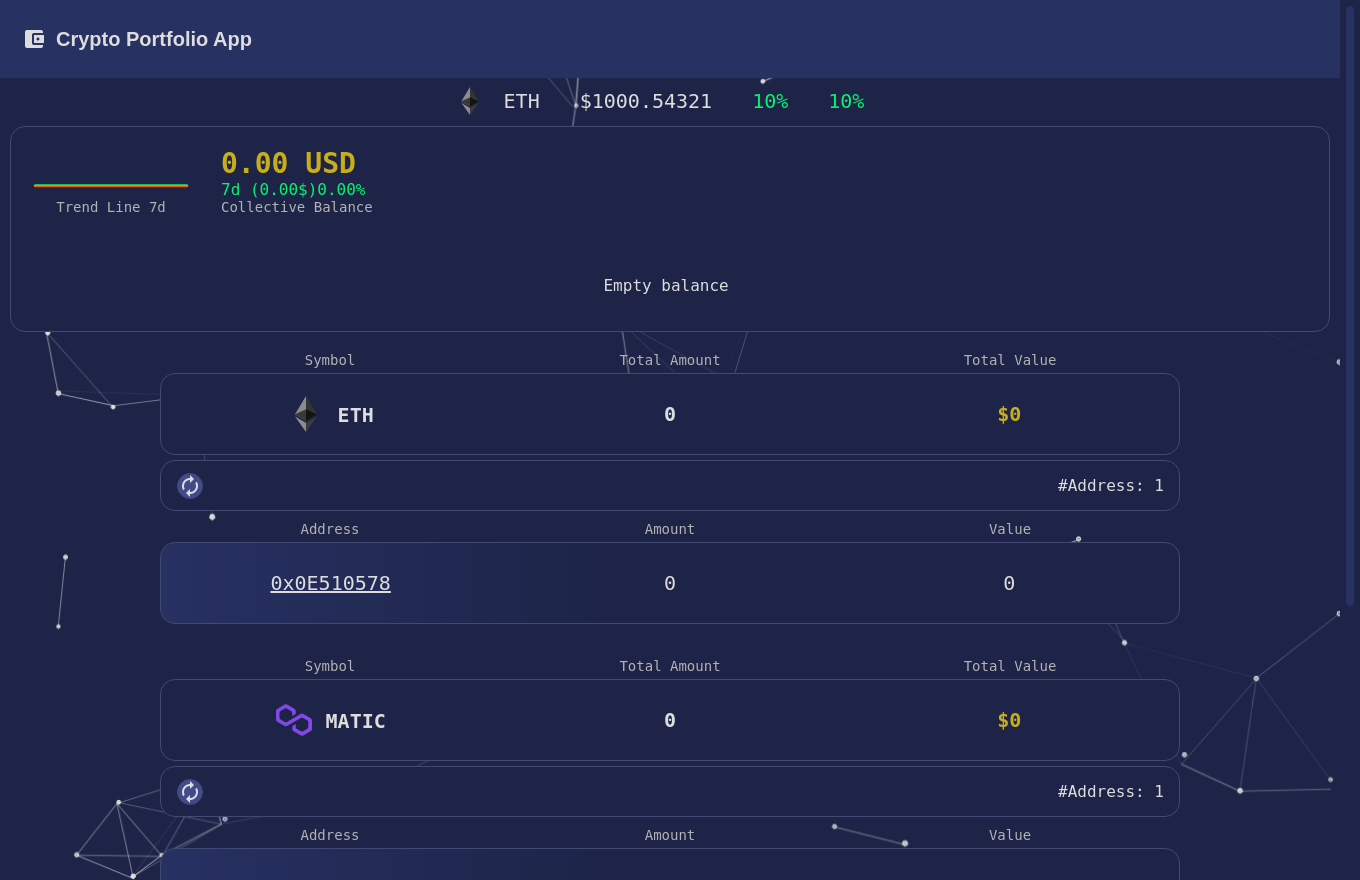 Crypto Portfolio App
ETH $1000.54321 10% 10%
0.00 USD
7d (0.00$)0.00%
Trend Line 7d
Collective Balance
Empty balance
Symbol Total Amount Total Value
ETH 0 $0
#Address: 1
Address Amount Value
0x0E510578 0 0
Symbol Total Amount Total Value
MATIC 0 $0
#Address: 1
Address Amount Value